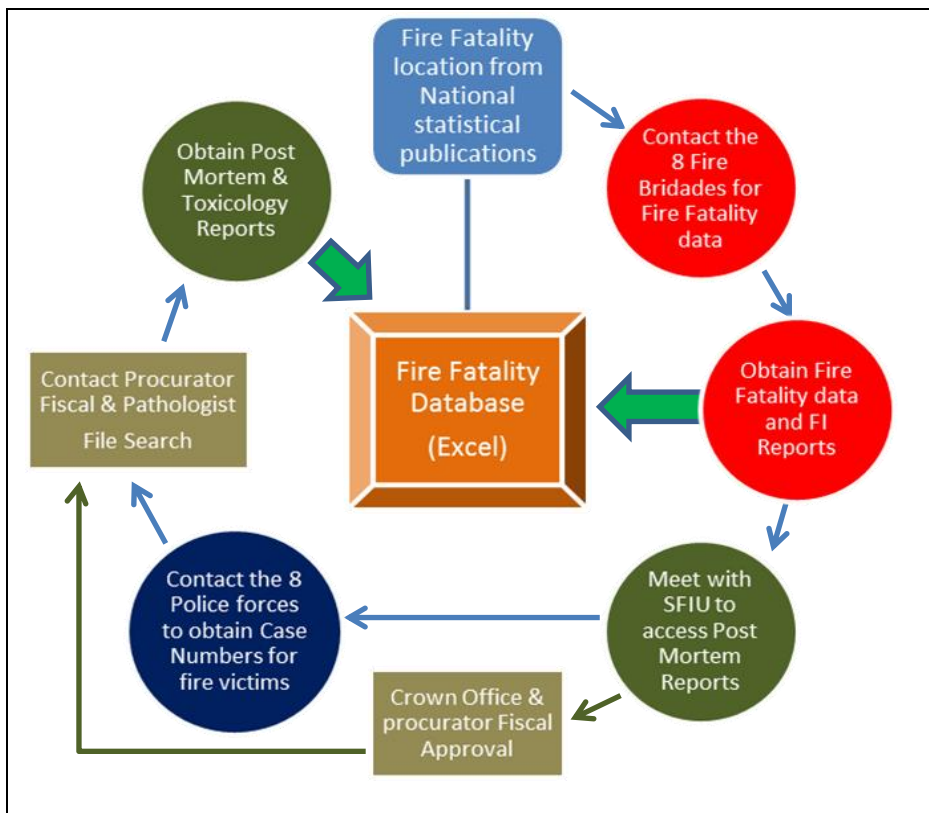 Fire Fatality
location from
National
statistical
publications
Contact the
8 Fire
Bridades for
Fire Fatality
data
Obtain Fire
Fatality data
and FI
Reports
Meet with
SFIU to
access Post
Mortem
Reports
Crown Office &
procurator Fiscal
Approval
Contact the 8
Police forces
to obtain Case
Numbers for
fire victims
Contact Procurator
Fiscal & Pathologist
File Search
Obtain Post
Mortem &
Toxicology
Reports
Fire Fatality
Database
(Excel)